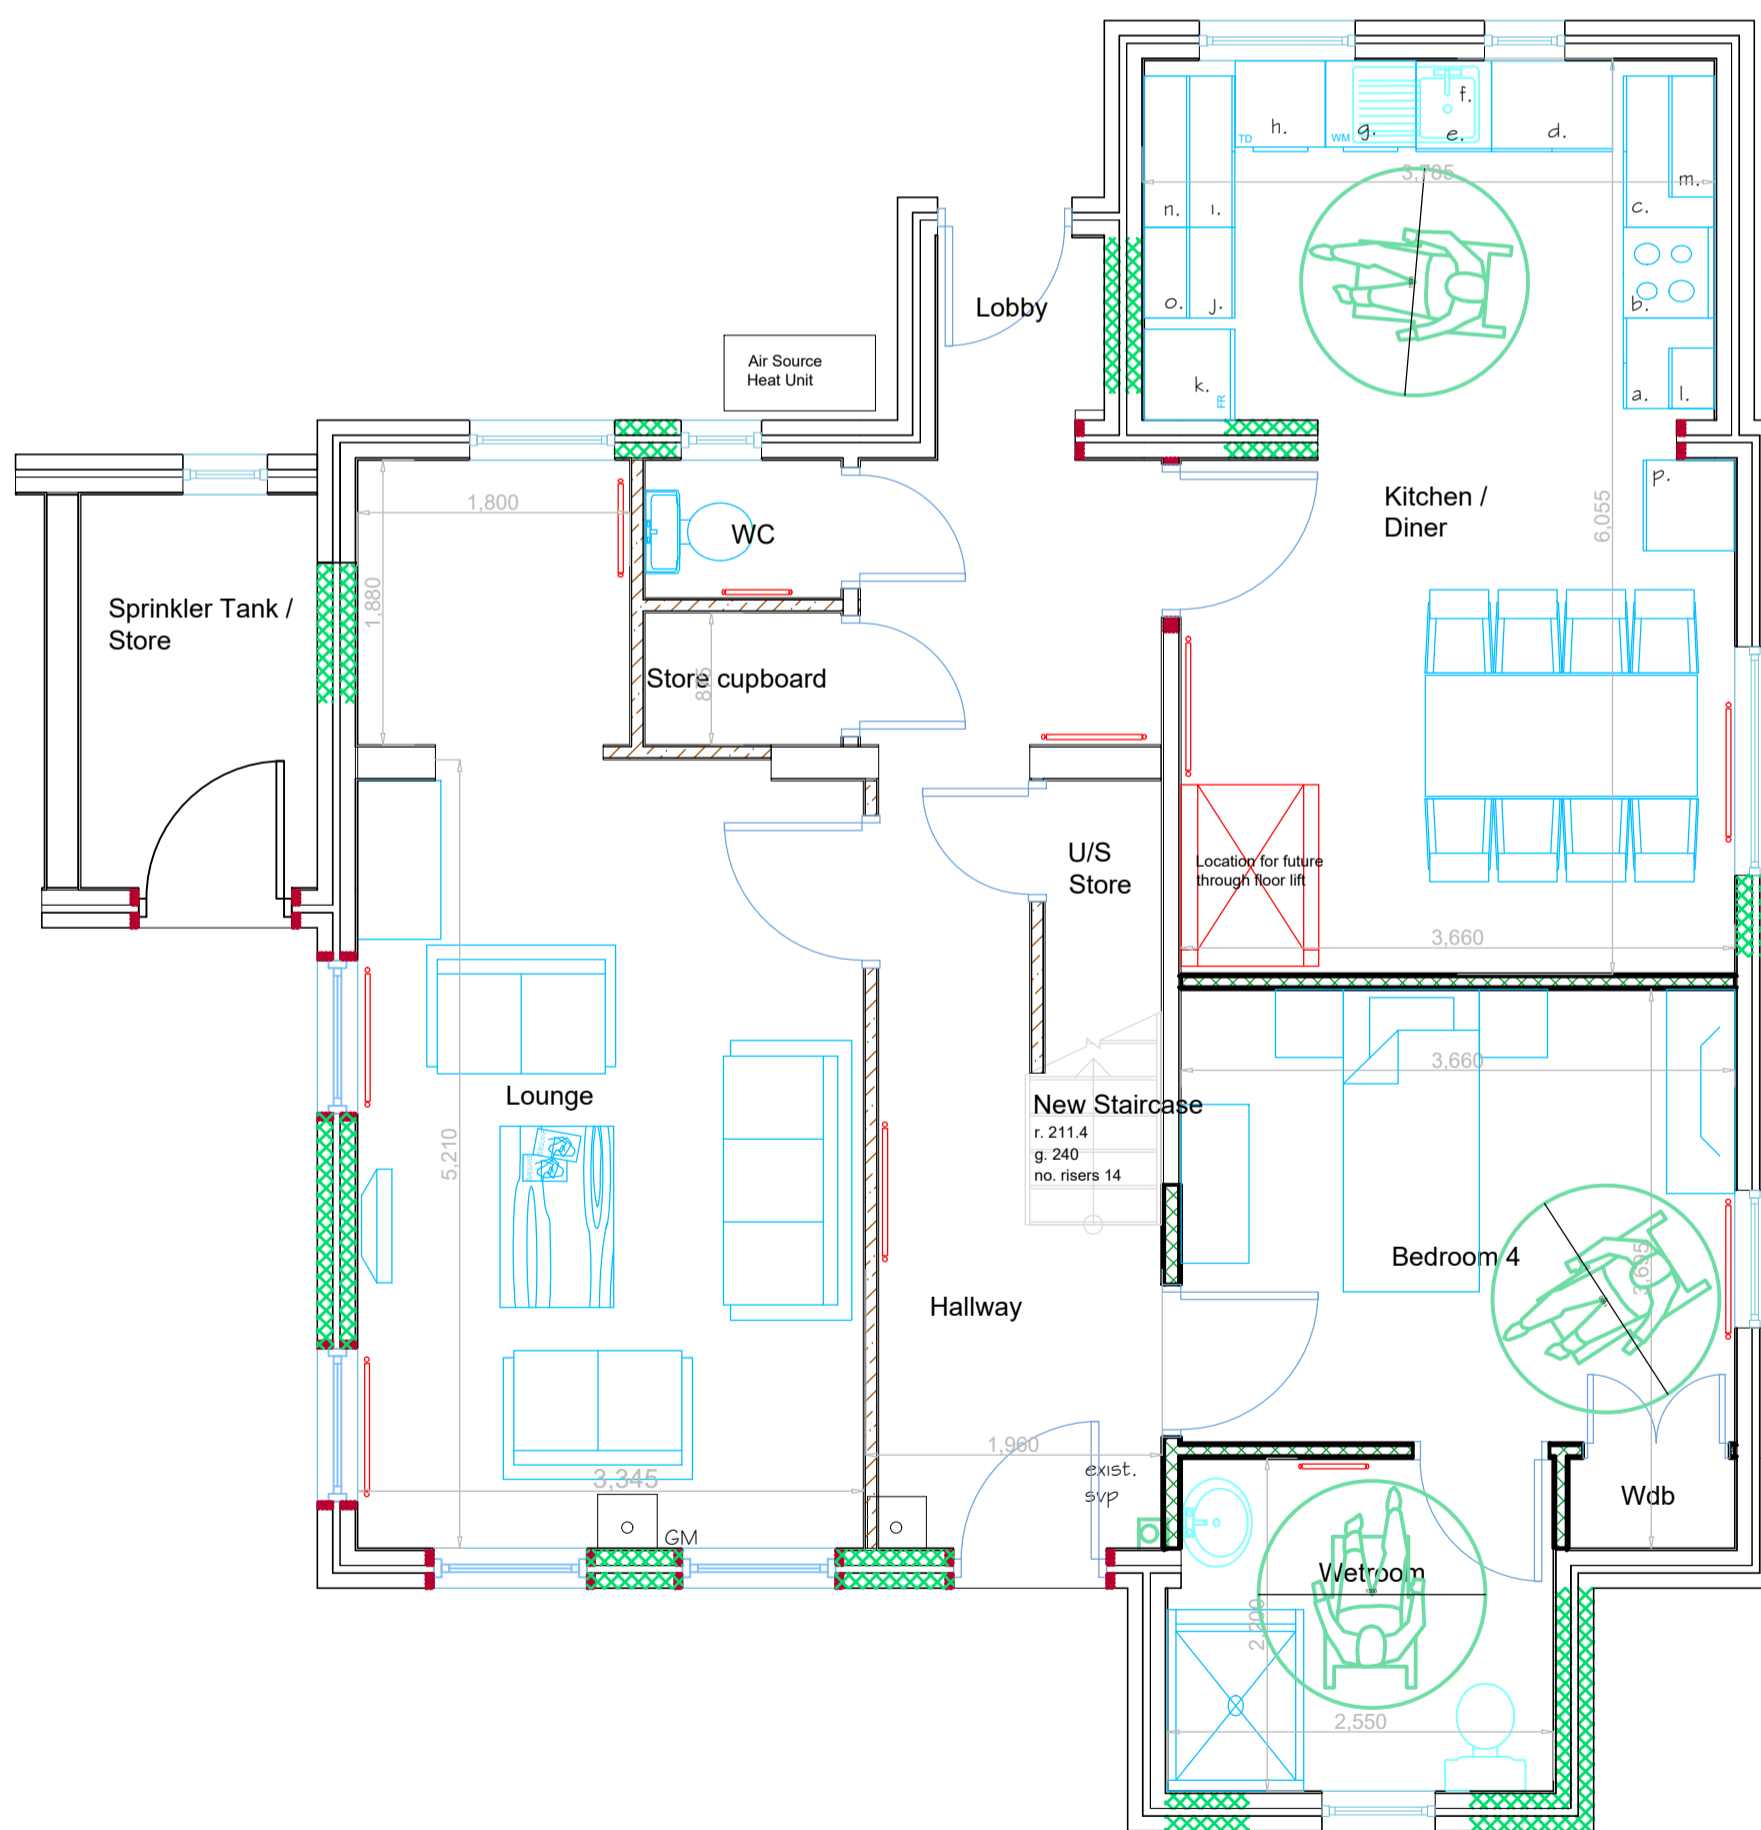 f.
h.
g.
e.
d.
TD
WM
3,785
m.
n.
i.
c.
o.
j.
b.
Lobby
Air Source
Heat Unit
k.
FR
a.
l.
p.
Kitchen /
Diner
6,055
1,800
WC
1,880
Sprinkler Tank /
Store
Store cupboard
U/S
Store
Location for future
through floor lift
3,660
3,660
Lounge
New Staircase
r. 211.4
g. 240
no. risers 14
5,210
Bedroom 4
3,695
Hallway
1,960
exist.
svp
3,345
GM
Wdb
Wetroom
2,200
2,550